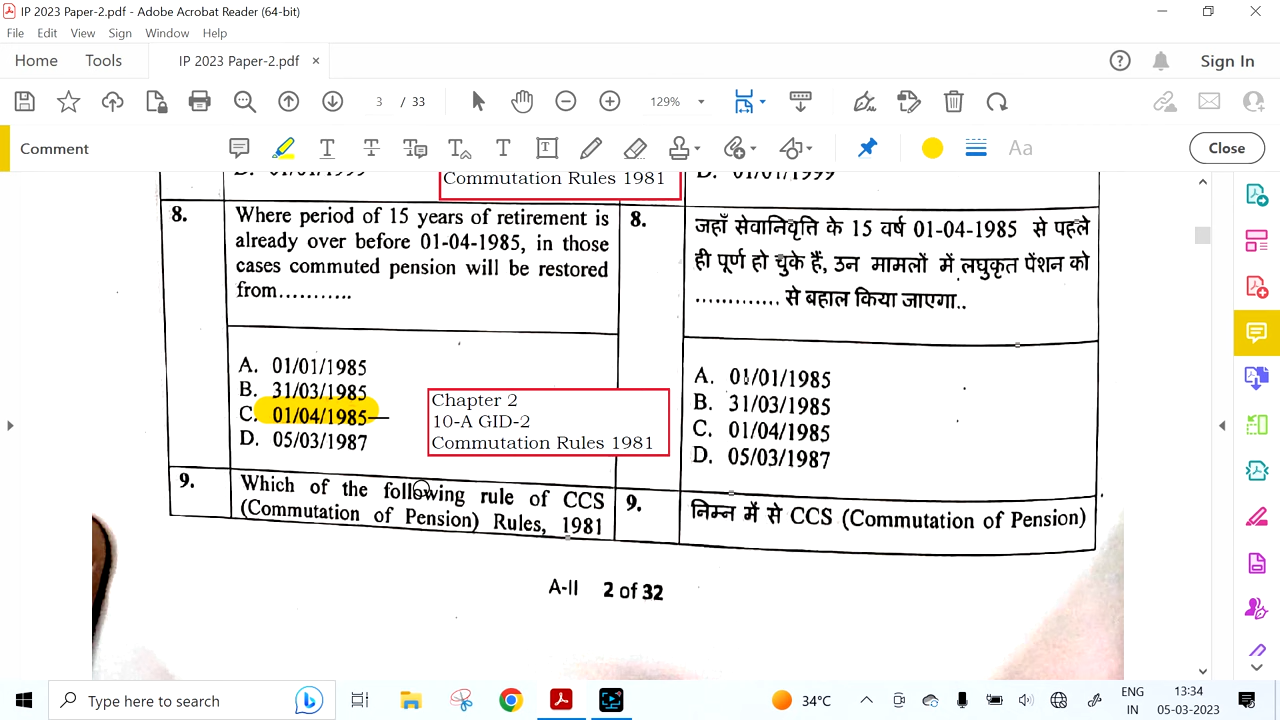 IP 2023 Paper-2.pdf - Adobe Acrobat Reader (64-bit)
File Edit View Sign Window Help
Home Tools IP 2023 Paper-2.pdf × Sign In
3 / 33 129%
Comment Aa Close
Commutation Rules 1981
8. Where period of 15 years of retirement is
already over before 01-04-1985, in those
cases commuted pension will be restored
from...........
A. 01/01/1985
B. 31/03/1985
C. 01/04/1985
D. 05/03/1987
Chapter 2
10-A GID-2
Commutation Rules 1981
8. जहाँ सेवानिवृति के 15 वर्ष 01-04-1985 से पहले
ही पूर्ण हो चुके हैं, उन मामलों में लघुकृत पेंशन को
............. से बहाल किया जाएगा..
A. 01/01/1985
B. 31/03/1985
C. 01/04/1985
D. 05/03/1987
9. Which of the following rule of CCS
(Commutation of Pension) Rules, 1981
9. निम्न में से CCS (Commutation of Pension)
A-II 2 of 32
Type here to search
34°C
ENG
IN
13:34
05-03-2023